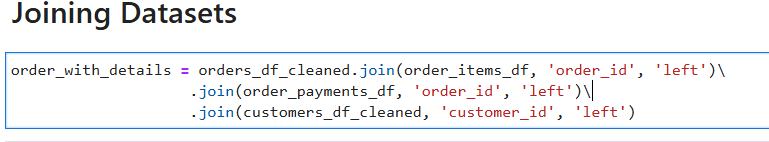 Joining Datasets
order_with_details = orders_df_cleaned.join(order_items_df, 'order_id', 'left')\
.join(order_payments_df, 'order_id', 'left')\
.join(customers_df_cleaned, 'customer_id', 'left')